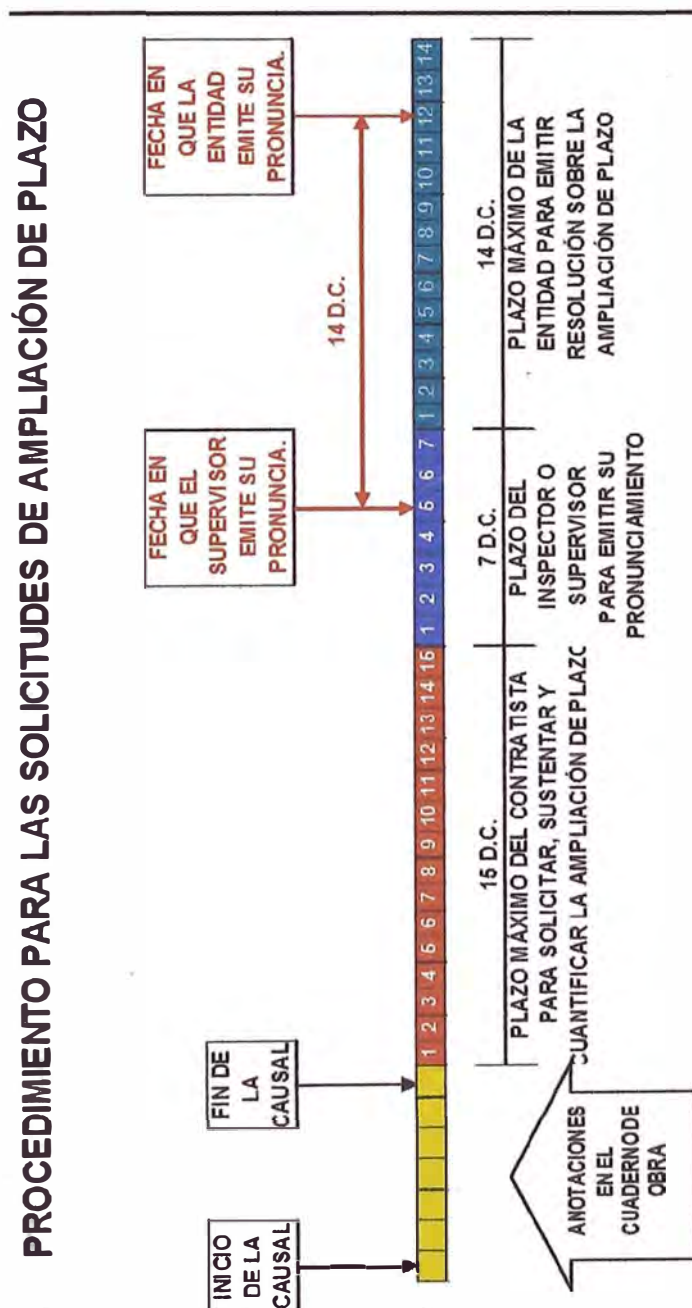 PROCEDIMIENTO PARA LAS SOLICITUDES DE AMPLIACIÓN DE PLAZO
INICIO
DE LA
CAUSAL
FIN DE
LA
CAUSAL
FECHA EN
QUE EL
SUPERVISOR
EMITE SU
PRONUNCIA.
FECHA EN
QUE LA
ENTIDAD
EMITE SU
PRONUNCIA.
14 D.C.
1 2 3 4 5 6 7 8 9 10 11 12 13 14 15
1 2 3 4 5 6 7
1 2 3 4 5 6 7 8 9 10 11 12 13 14
15 D.C.
PLAZO MÁXIMO DEL CONTRATISTA
PARA SOLICITAR, SUSTENTAR Y
CUANTIFICAR LA AMPLIACIÓN DE PLAZO
7 D.C.
PLAZO DEL
INSPECTOR O
SUPERVISOR
PARA EMITIR SU
PRONUNCIAMIENTO
14 D.C.
PLAZO MÁXIMO DE LA
ENTIDAD PARA EMITIR
RESOLUCIÓN SOBRE LA
AMPLIACIÓN DE PLAZO
ANOTACIONES
EN EL
CUADERNODE
OBRA